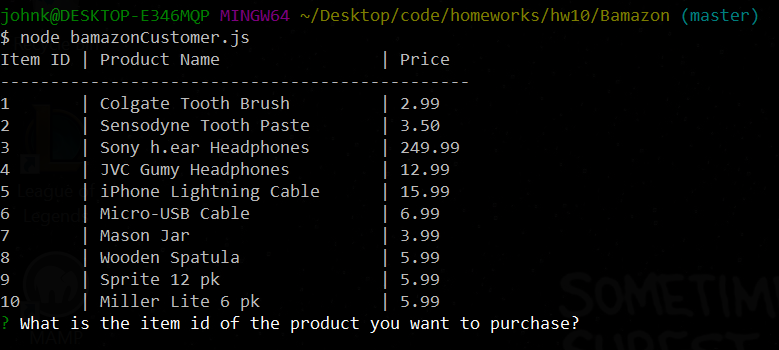 johnk@DESKTOP-E346MQP MINGW64 ~/Desktop/code/homeworks/hw10/Bamazon (master)
$ node bamazonCustomer.js
Item ID | Product Name                | Price
-----------------------------------------------
1       | Colgate Tooth Brush         | 2.99
2       | Sensodyne Tooth Paste       | 3.50
3       | Sony h.ear Headphones       | 249.99
4       | JVC Gumy Headphones         | 12.99
5       | iPhone Lightning Cable      | 15.99
6       | Micro-USB Cable             | 6.99
7       | Mason Jar                   | 3.99
8       | Wooden Spatula              | 5.99
9       | Sprite 12 pk                | 5.99
10      | Miller Lite 6 pk            | 5.99
? What is the item id of the product you want to purchase?
League
Legend
MAMP
SOMETIM